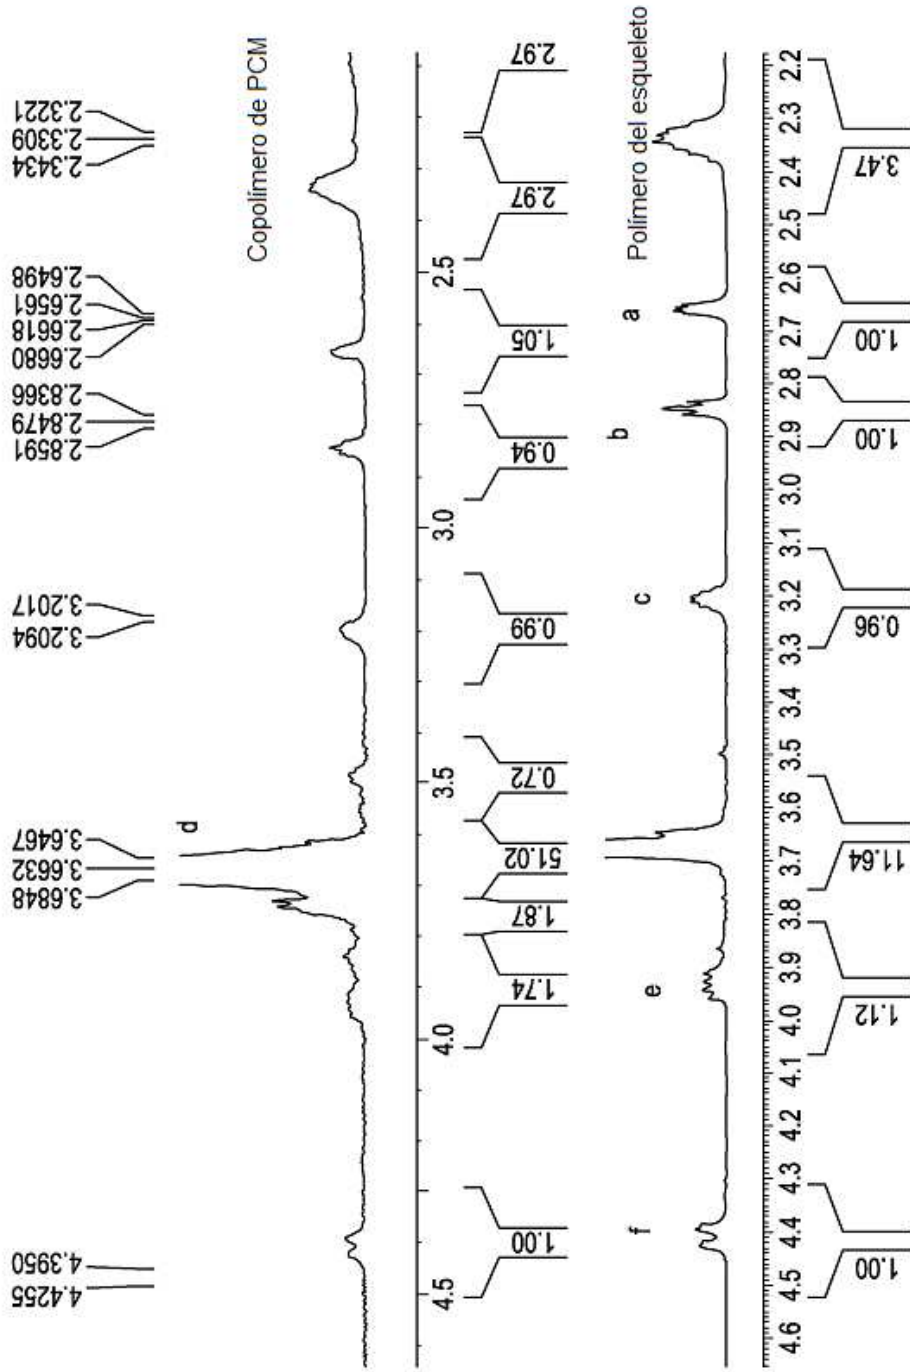 4.4255
4.3950
3.6848
3.6632
3.6467
3.2094
3.2017
2.8591
2.8479
2.8366
2.6680
2.6618
2.6561
2.6498
2.3434
2.3309
2.3221
d
Copolímero de PCM
4.5 4.0 3.5 3.0 2.5
1.00 1.74 1.87 51.02 0.72 0.99 0.94 1.05 2.97 2.97
f e c b a
Polímero del esqueleto
4.6 4.5 4.4 4.3 4.2 4.1 4.0 3.9 3.8 3.7 3.6 3.5 3.4 3.3 3.2 3.1 3.0 2.9 2.8 2.7 2.6 2.5 2.4 2.3 2.2
1.00 1.12 11.64 0.96 1.00 1.00 3.47